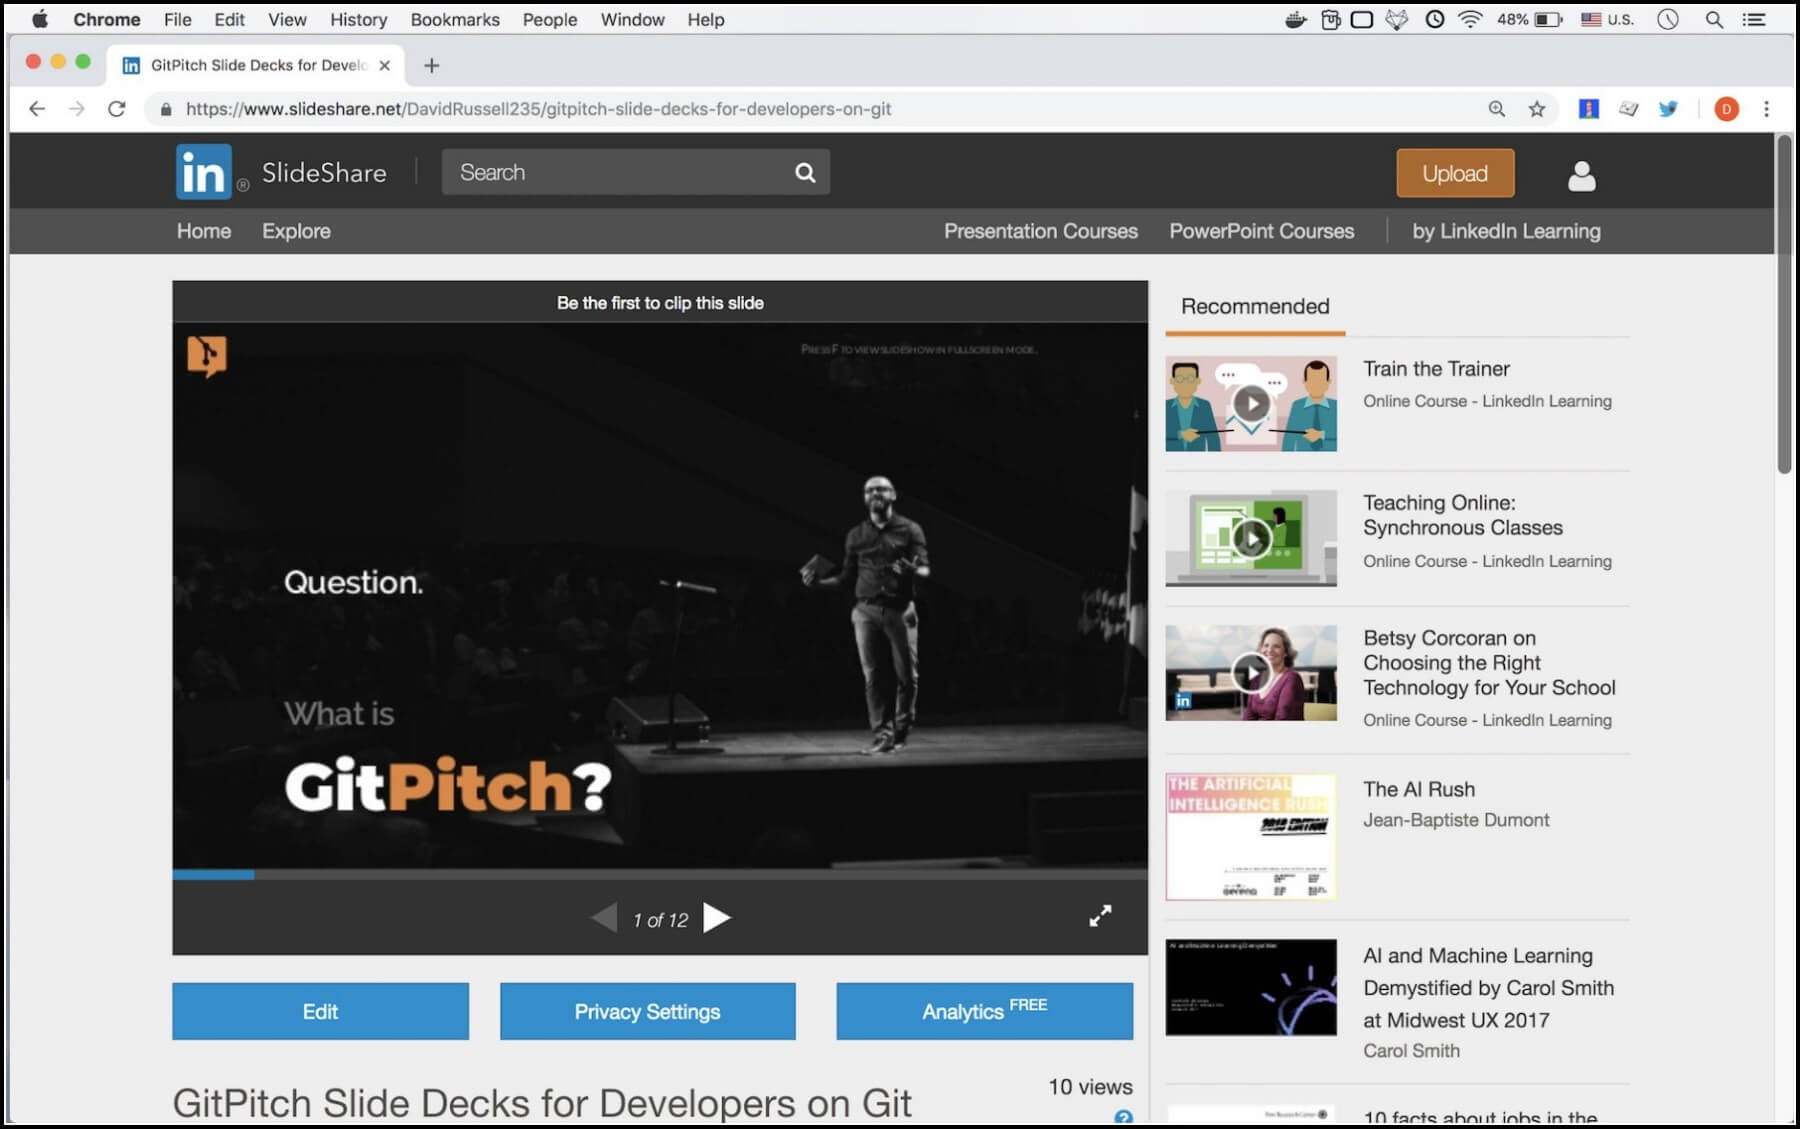 Chrome File Edit View History Bookmarks People Window Help 48% U.S.
in GitPitch Slide Decks for Develo
https://www.slideshare.net/DavidRussell235/gitpitch-slide-decks-for-developers-on-git D
in ® SlideShare Search Upload
Home Explore Presentation Courses PowerPoint Courses by LinkedIn Learning
Be the first to clip this slide
PRESS F TO VIEW SLIDESHOW IN FULLSCREEN MODE.
Question.
What is
GitPitch?
1 of 12
Edit Privacy Settings Analytics FREE
GitPitch Slide Decks for Developers on Git
10 views
?
Recommended
Train the Trainer
Online Course - LinkedIn Learning
Teaching Online:
Synchronous Classes
Online Course - LinkedIn Learning
in
Betsy Corcoran on
Choosing the Right
Technology for Your School
Online Course - LinkedIn Learning
THE ARTIFICIAL
INTELLIGENCE RUSH
2018 EDITION
The AI Rush
Jean-Baptiste Dumont
AI and Machine Learning
Demystified by Carol Smith
at Midwest UX 2017
Carol Smith
10 facts about jobs in the